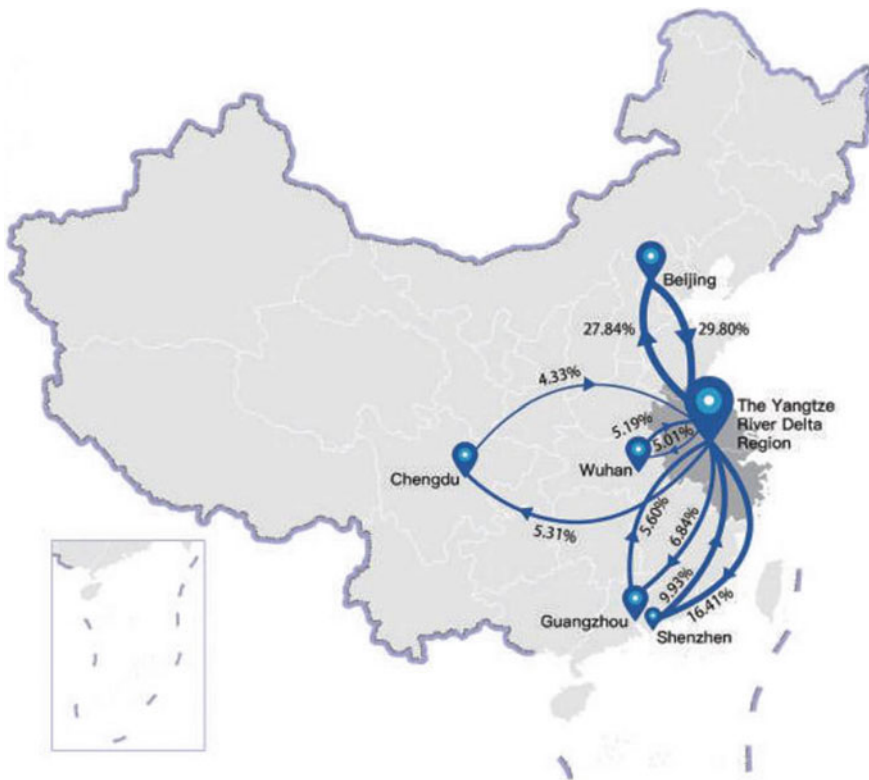 Beijing
27.84%
29.80%
4.33%
The Yangtze
River Delta
Region
5.19%
5.01%
Wuhan
Chengdu
5.31%
5.60%
6.84%
9.93%
16.41%
Guangzhou
Shenzhen